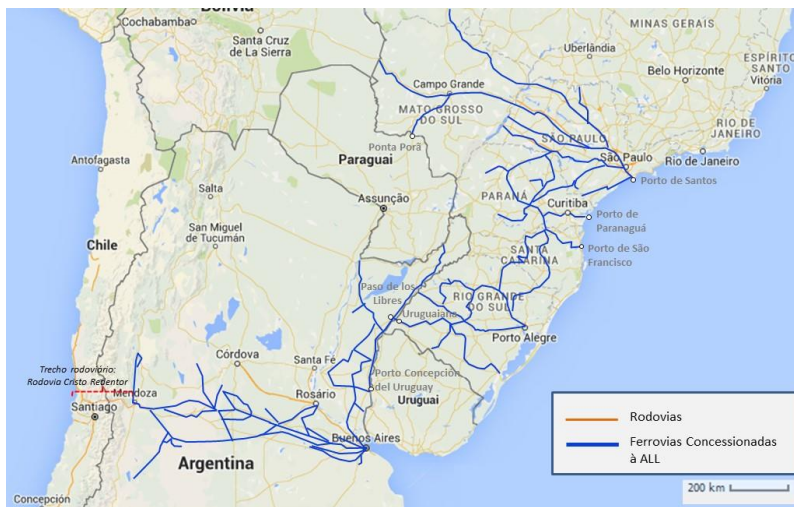 Bolivia
Cochabamba
Santa Cruz
de La Sierra
MINAS GERAIS
Uberlândia
ESPÍRITO
SANTO
Belo Horizonte
Vitória
Campo Grande
MATO GROSSO
DO SUL
RIO DE
JANEIRO
SÃO PAULO
Ponta Porã
São Paulo
Rio de Janeiro
Antofagasta
Paraguai
Porto de Santos
Salta
Assunção
PARANÁ
Curitiba
Porto de
Paranaguá
San Miguel
de Tucumán
Chile
SANTA
CATARINA
Porto de São
Francisco
Paso de los
Libres
RIO GRANDE
DO SUL
Uruguaiana
Porto Alegre
Córdova
Santa Fé
Trecho rodoviário:
Rodovia Cristo Redentor
Porto Concepción
del Uruguay
Mendoza
Rosário
Uruguai
Santiago
Buenos Aires
Argentina
Concepción
Rodovias
Ferrovias Concessionadas
à ALL
200 km